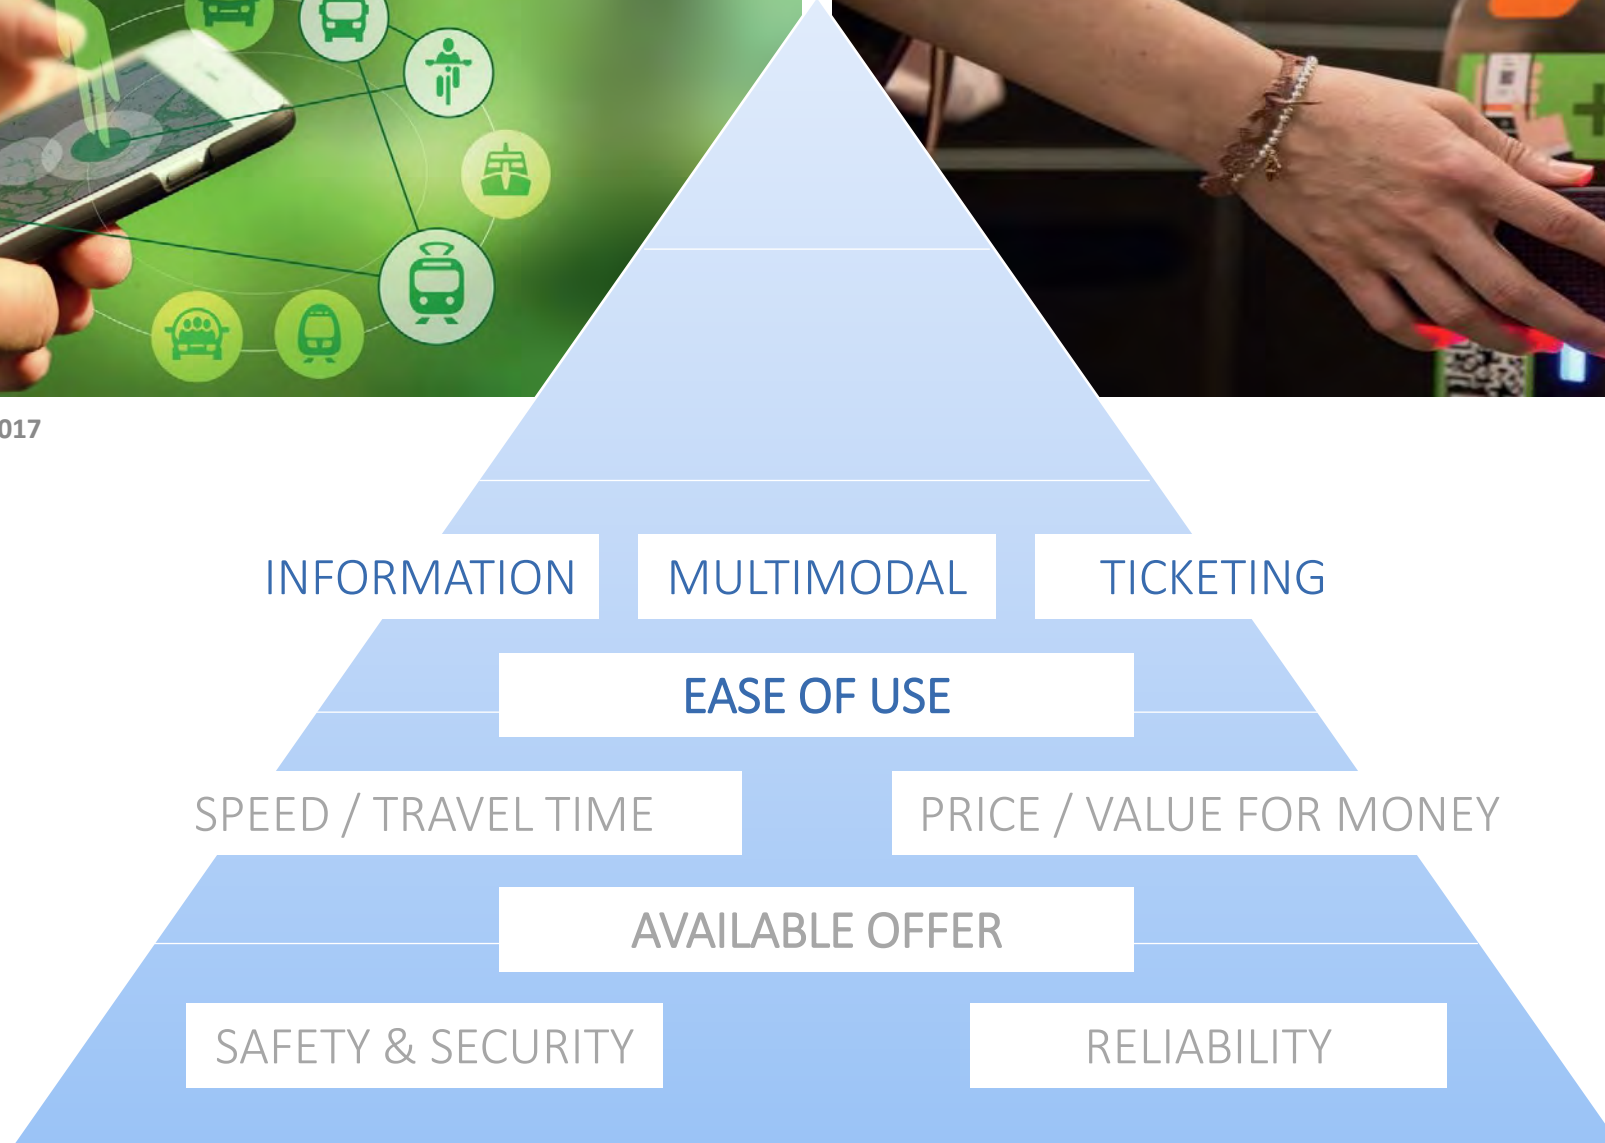 017
INFORMATION
MULTIMODAL
TICKETING
EASE OF USE
SPEED / TRAVEL TIME
PRICE / VALUE FOR MONEY
AVAILABLE OFFER
SAFETY & SECURITY
RELIABILITY